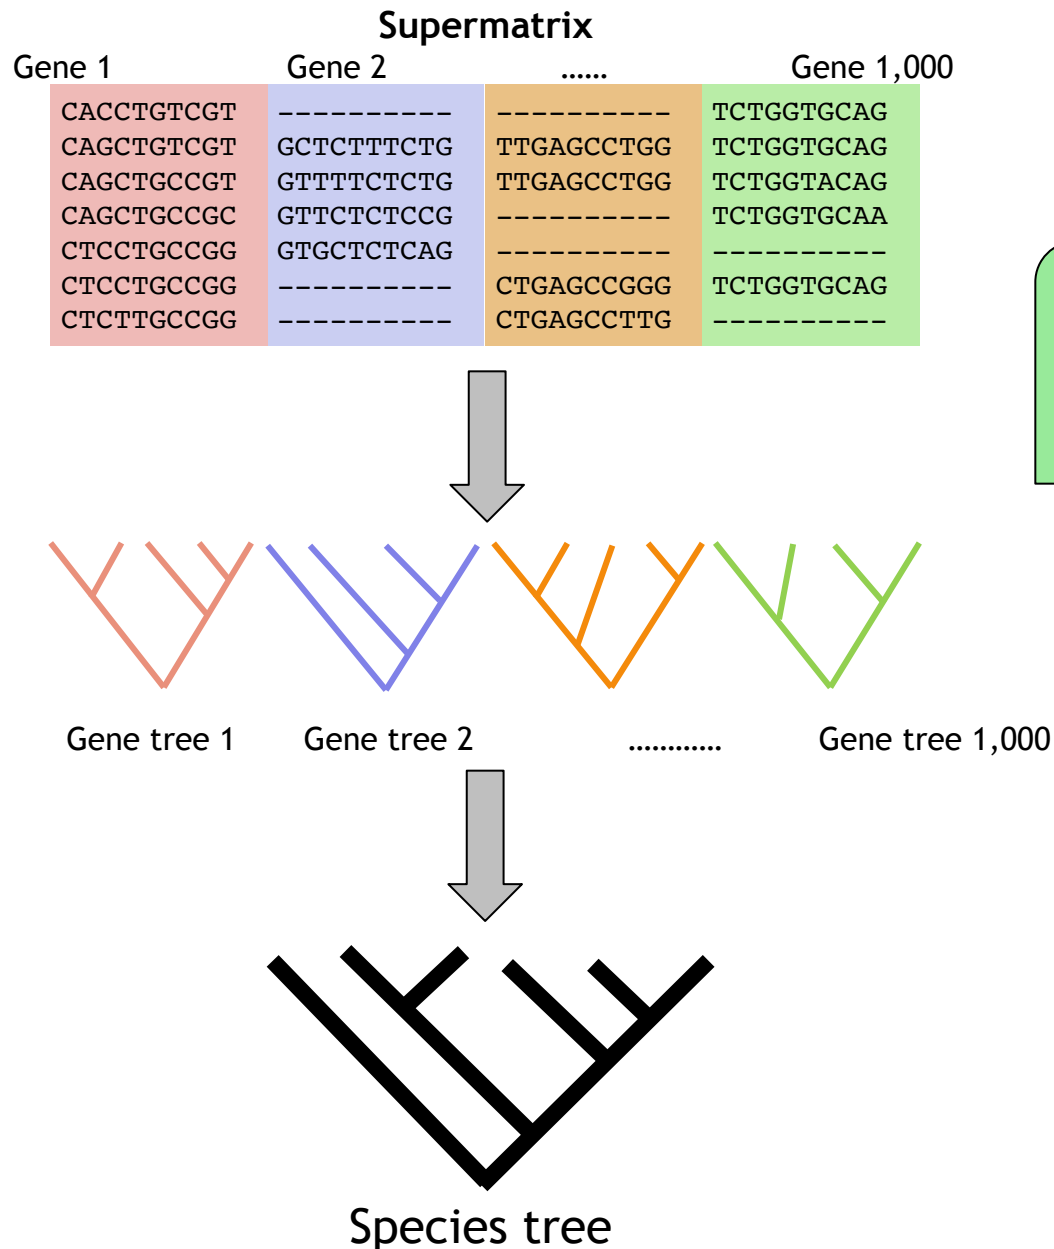 Supermatrix
Gene 1 Gene 2 ...... Gene 1,000
CACCTGTCGT ---------- ---------- TCTGGTGCAG
CAGCTGTCGT GCTCTTTCTG TTGAGCCTGG TCTGGTGCAG
CAGCTGCCGT GTTTTCTCTG TTGAGCCTGG TCTGGTACAG
CAGCTGCCGC GTTCTCTCCG ---------- TCTGGTGCAA
CTCCTGCCGG GTGCTCTCAG ---------- ----------
CTCCTGCCGG ---------- CTGAGCCGGG TCTGGTGCAG
CTCTTGCCGG ---------- CTGAGCCTTG ----------
Gene tree 1 Gene tree 2 ............ Gene tree 1,000
Species tree